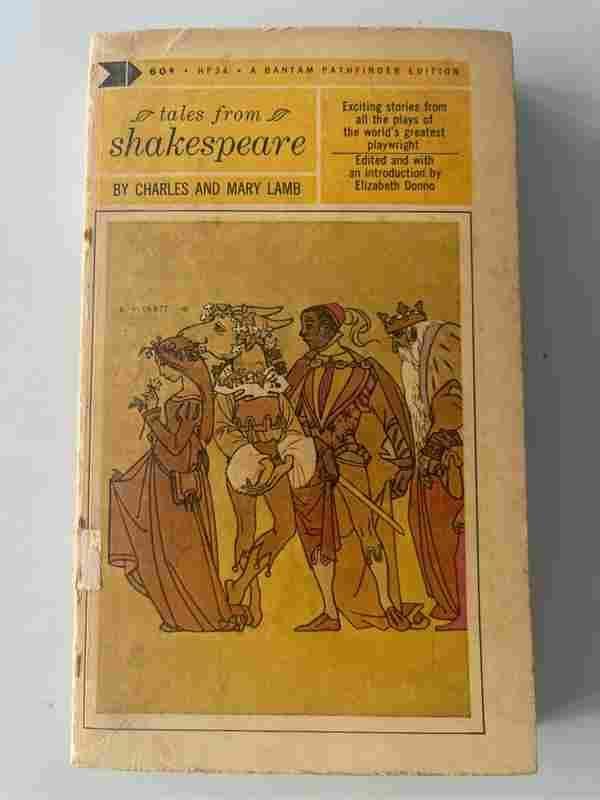 60¢ • HP34 • A BANTAM PATHFINDER EDITION
tales from
shakespeare
BY CHARLES AND MARY LAMB
Exciting stories from
all the plays of
the world's greatest
playwright
Edited and with
an introduction by
Elizabeth Donno